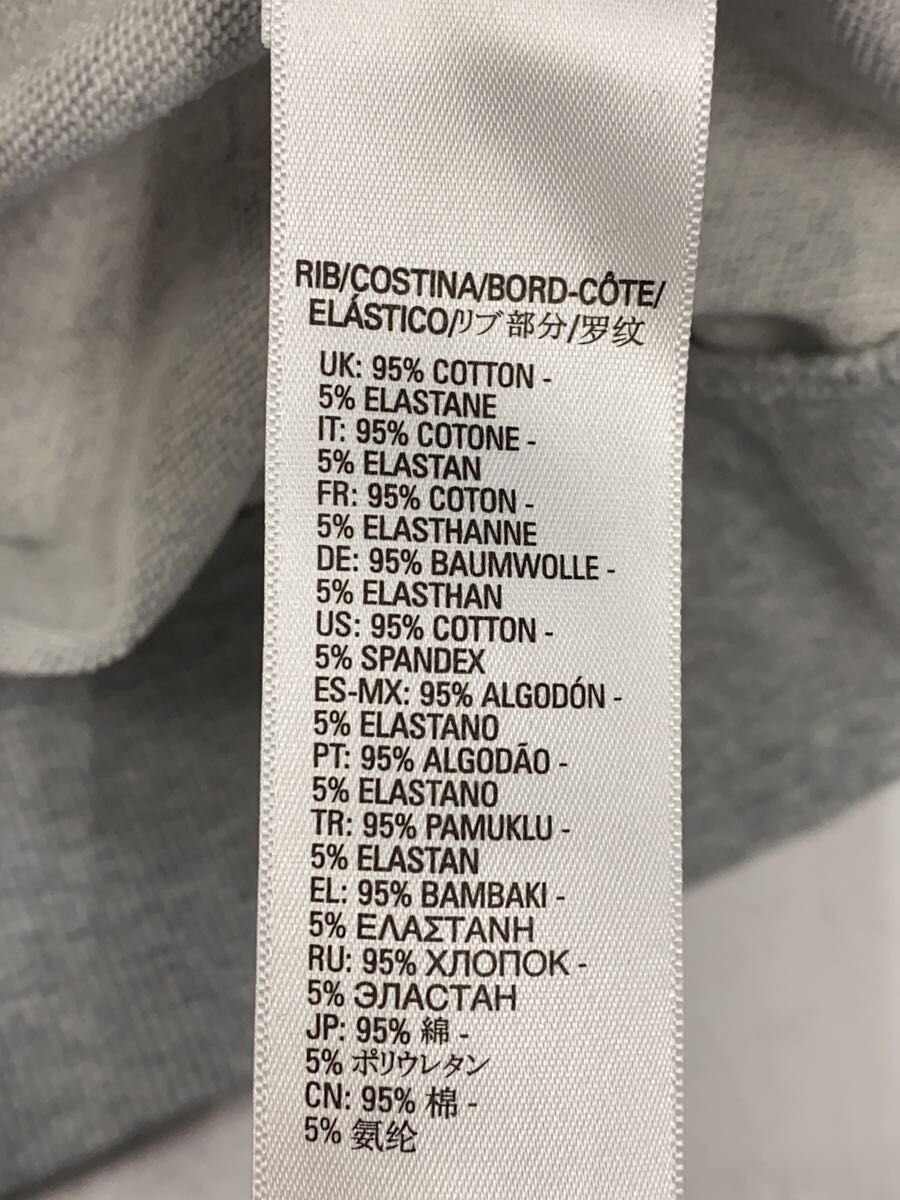 RIB/COSTINA/BORD-CÔTE/
ELÁSTICO/リブ部分/罗纹
UK: 95% COTTON -
5% ELASTANE
IT: 95% COTONE -
5% ELASTAN
FR: 95% COTON -
5% ELASTHANNE
DE: 95% BAUMWOLLE -
5% ELASTHAN
US: 95% COTTON -
5% SPANDEX
ES-MX: 95% ALGODÓN -
5% ELASTANO
PT: 95% ALGODÃO -
5% ELASTANO
TR: 95% PAMUKLU -
5% ELASTAN
EL: 95% BAMBAKI -
5% ΕΛΑΣΤΑΝΗ
RU: 95% ХЛОПОК -
5% ЭЛАСТАН
JP: 95% 綿 -
5% ポリウレタン
CN: 95% 棉 -
5% 氨纶